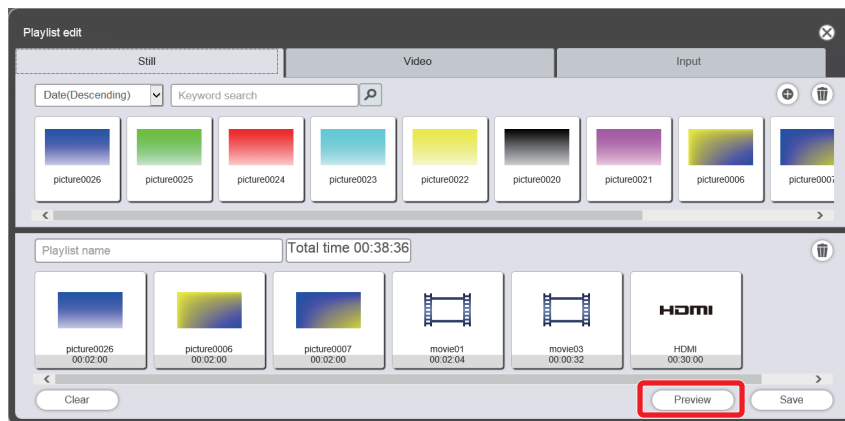 Playlist edit
Still Video Input
Date(Descending) Keyword search
picture0026 picture0025 picture0024 picture0023 picture0022 picture0020 picture0021 picture0006 picture0007
Playlist name Total time 00:38:36
HDMI
picture0026 picture0006 picture0007 movie01 movie03 HDMI
00:02:00 00:02:00 00:02:00 00:02:04 00:00:32 00:30:00
Clear Preview Save